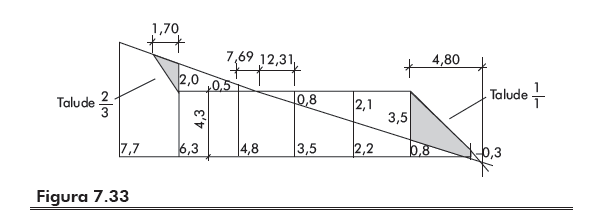 1,70
7,69 12,31 4,80
2,0 0,5
Talude 2/3
0,8 2,1
Talude 1/1
4,3 3,5
7,7 6,3 4,8 3,5 2,2 0,8 -0,3
Figura 7.33